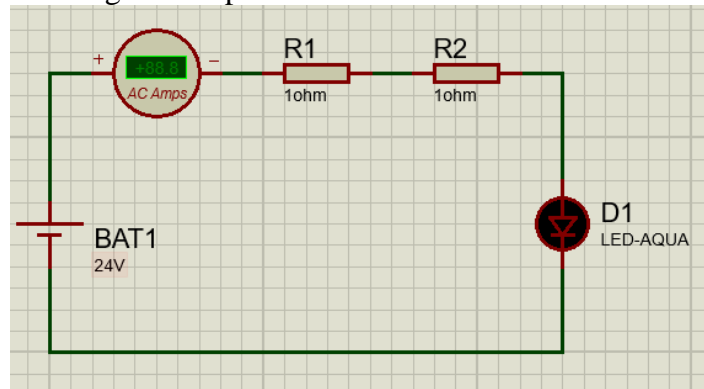 R1
R2
+
+88.8
−
AC Amps
1ohm
1ohm
D1
LED-AQUA
BAT1
24V